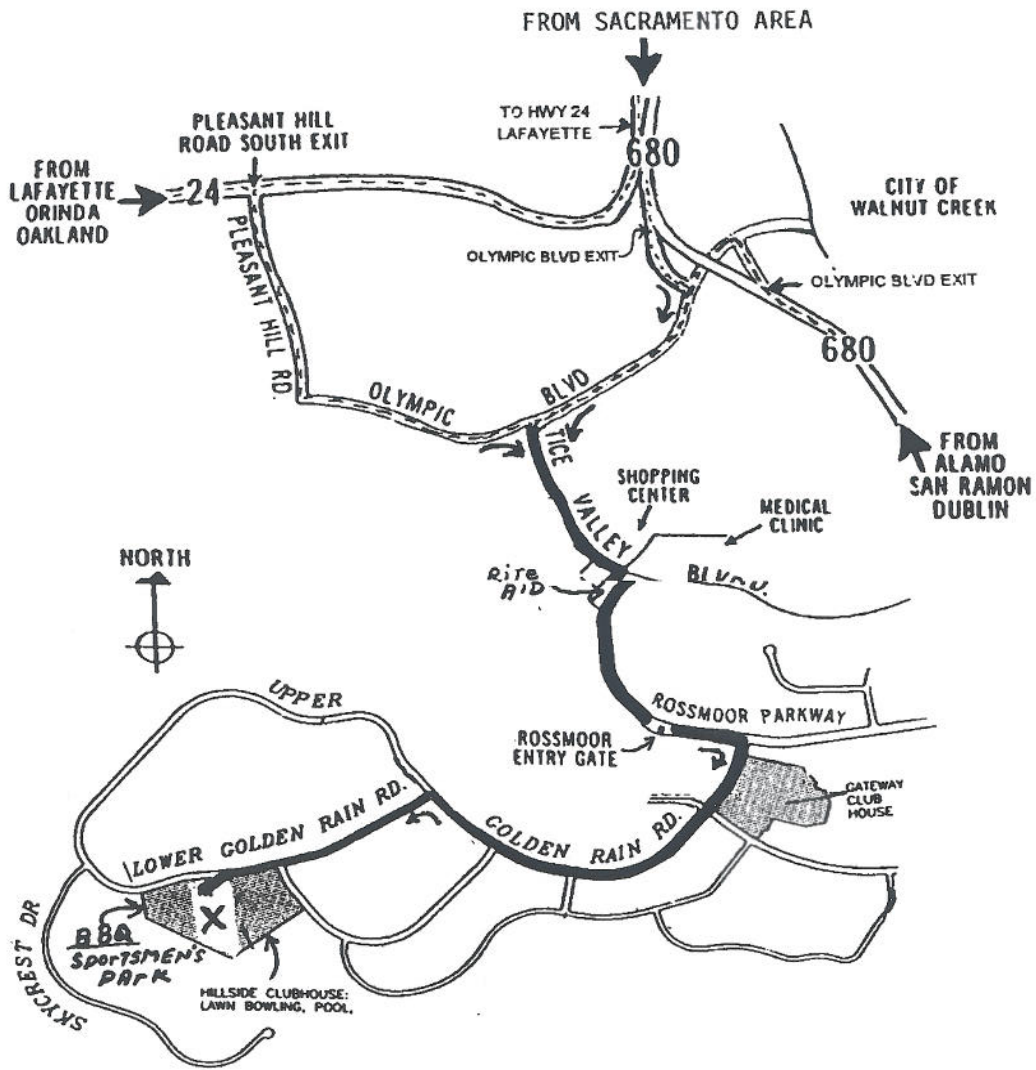 FROM SACRAMENTO AREA
TO HWY 24
LAFAYETTE
680
PLEASANT HILL
ROAD SOUTH EXIT
FROM
LAFAYETTE
ORINDA
OAKLAND
24
CITY OF
WALNUT CREEK
PLEASANT HILL RD.
OLYMPIC BLVD EXIT
OLYMPIC BLVD EXIT
680
OLYMPIC BLVD
FROM
ALAMO
SAN RAMON
DUBLIN
TICE VALLEY BLVD.
SHOPPING
CENTER
MEDICAL
CLINIC
NORTH
RiTe
AiD
UPPER
ROSSMOOR PARKWAY
ROSSMOOR
ENTRY GATE
GATEWAY
CLUB
HOUSE
LOWER GOLDEN RAIN RD.
GOLDEN RAIN RD.
X
BBQ
SporTSMEN'S
PArK
SKYCREST DR
HILLSIDE CLUBHOUSE:
LAWN BOWLING, POOL,